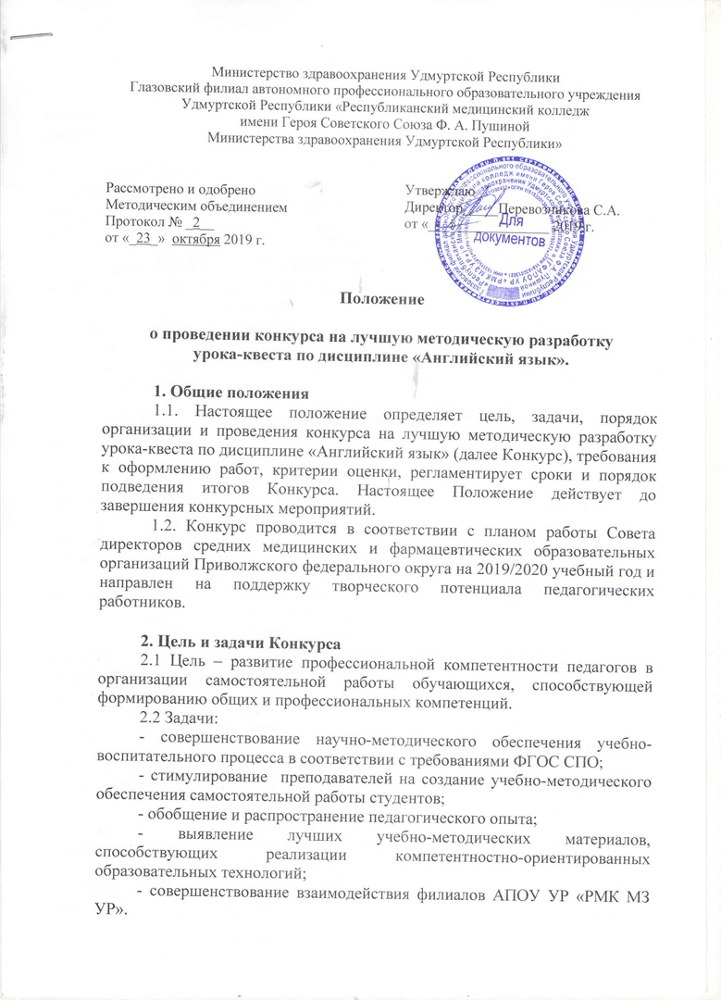 Министерство здравоохранения Удмуртской Республики
Глазовский филиал автономного профессионального образовательного учреждения
Удмуртской Республики «Республиканский медицинский колледж
имени Героя Советского Союза Ф. А. Пушиной
Министерства здравоохранения Удмуртской Республики»
Рассмотрено и одобрено
Методическим объединением
Протокол № _2__
от «_23_» октября 2019 г.
Утверждаю
Директор Перевозчикова С.А.
от «___» 2019 г.
Для
документов
Положение
о проведении конкурса на лучшую методическую разработку
урока-квеста по дисциплине «Английский язык».
1. Общие положения
1.1. Настоящее положение определяет цель, задачи, порядок
организации и проведения конкурса на лучшую методическую разработку
урока-квеста по дисциплине «Английский язык» (далее Конкурс), требования
к оформлению работ, критерии оценки, регламентирует сроки и порядок
подведения итогов Конкурса. Настоящее Положение действует до
завершения конкурсных мероприятий.
1.2. Конкурс проводится в соответствии с планом работы Совета
директоров средних медицинских и фармацевтических образовательных
организаций Приволжского федерального округа на 2019/2020 учебный год и
направлен на поддержку творческого потенциала педагогических
работников.
2. Цель и задачи Конкурса
2.1 Цель – развитие профессиональной компетентности педагогов в
организации самостоятельной работы обучающихся, способствующей
формированию общих и профессиональных компетенций.
2.2 Задачи:
- совершенствование научно-методического обеспечения учебно-
воспитательного процесса в соответствии с требованиями ФГОС СПО;
- стимулирование преподавателей на создание учебно-методического
обеспечения самостоятельной работы студентов;
- обобщение и распространение педагогического опыта;
- выявление лучших учебно-методических материалов,
способствующих реализации компетентностно-ориентированных
образовательных технологий;
- совершенствование взаимодействия филиалов АПОУ УР «РМК МЗ
УР».